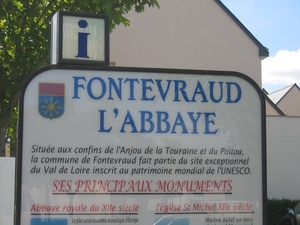 i
FONTEVRAUD
L'ABBAYE
Située aux confins de l'Anjou de la Touraine et du Poitou,
la commune de Fontevraud fait partie du site exceptionnel
du Val de Loire inscrit au patrimoine mondial de l'UNESCO.
SES PRINCIPAUX MONUMENTS
Abbaye royale du XIIe siècle l'église St Michel XIIe siècle